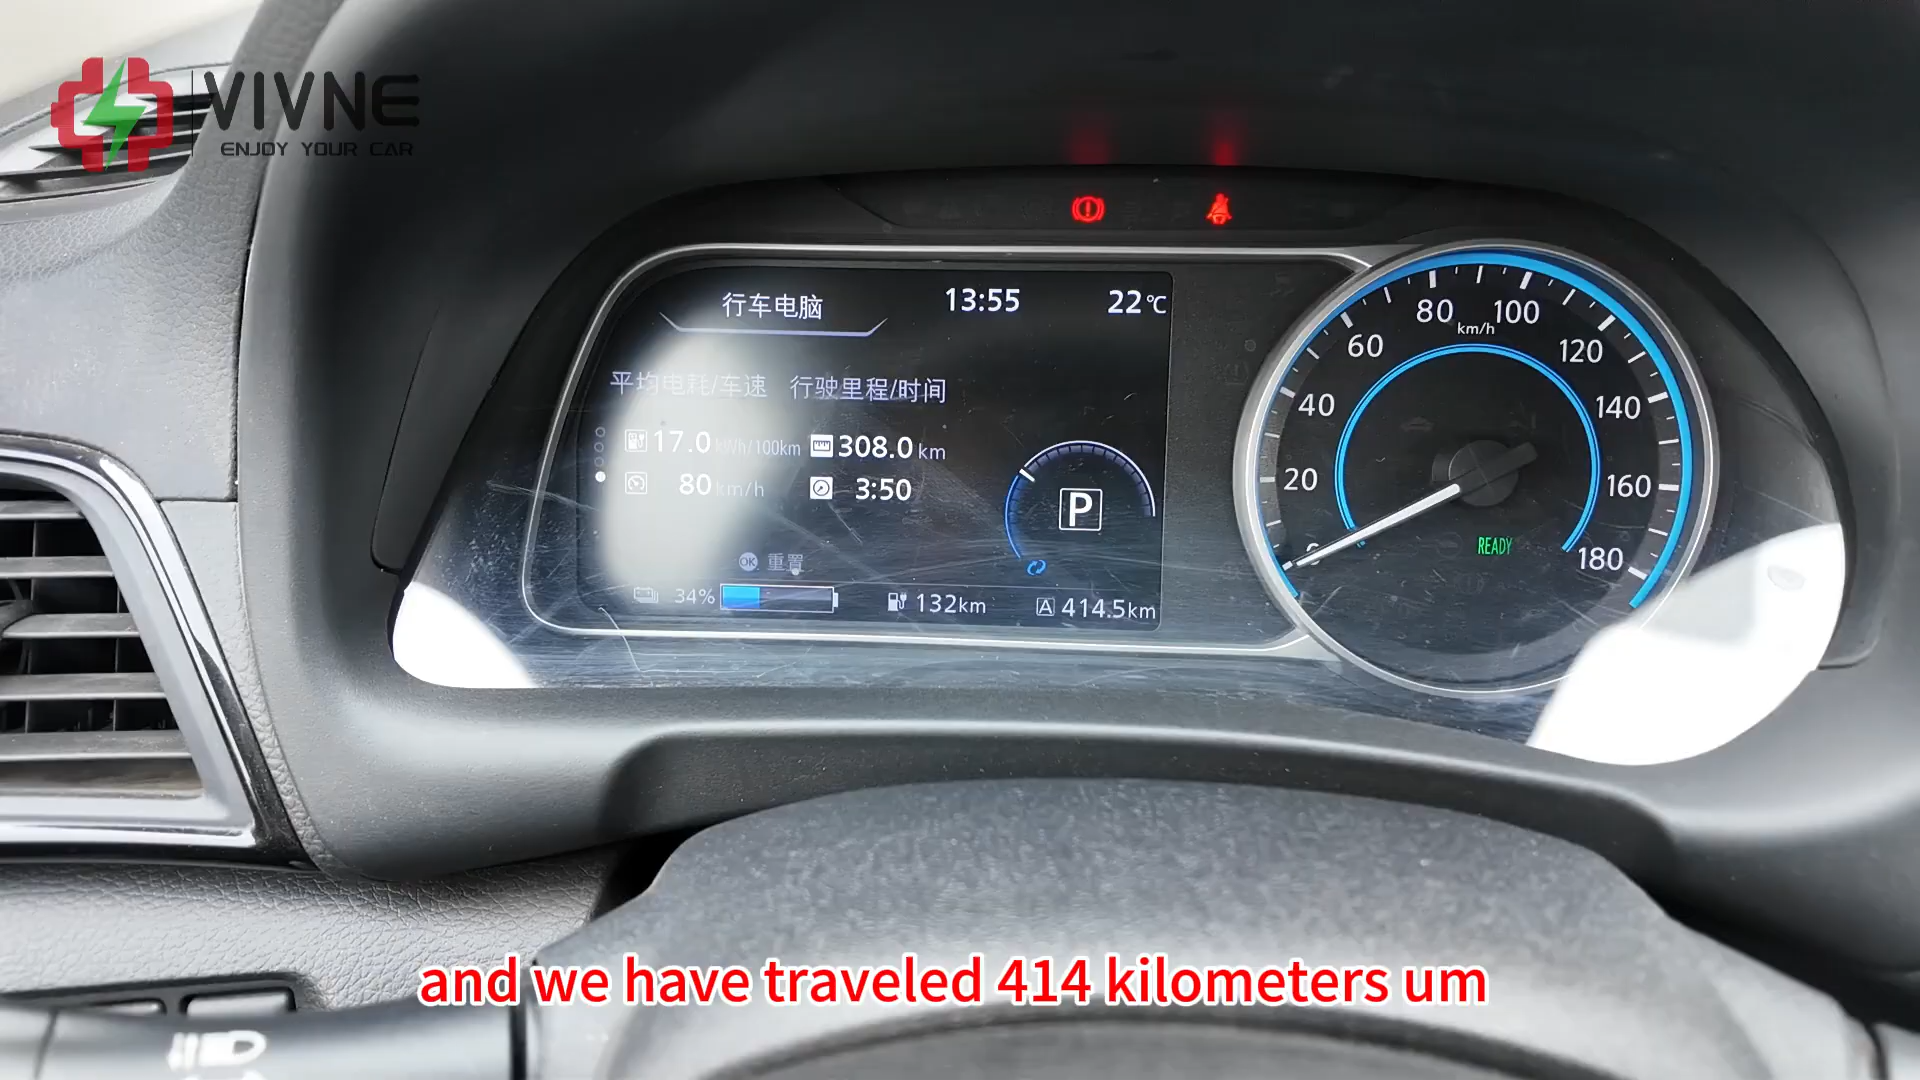 VIVNE
ENJOY YOUR CAR
行车电脑 13:55 22℃
平均电耗/车速 行驶里程/时间
17.0 kWh/100km 308.0 km
80 km/h 3:50
P
OK 重置
34% 132km A 414.5km
0 20 40 60 80 100 120 140 160 180
km/h
READY
and we have traveled 414 kilometers um